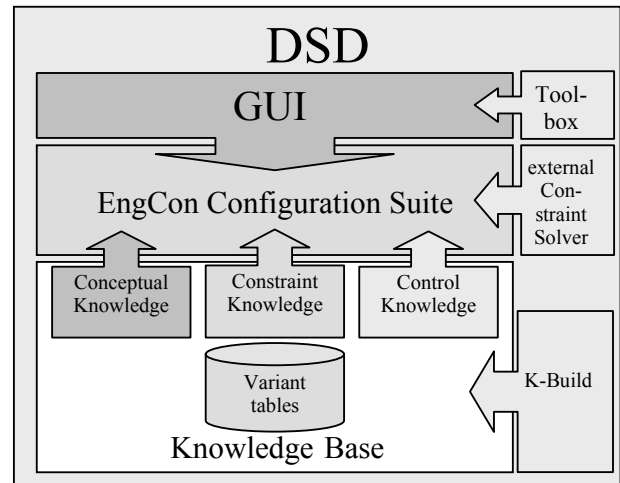 DSD
GUI
Tool-
box
EngCon Configuration Suite
external
Con-
straint
Solver
Conceptual
Knowledge
Constraint
Knowledge
Control
Knowledge
Variant
tables
K-Build
Knowledge Base